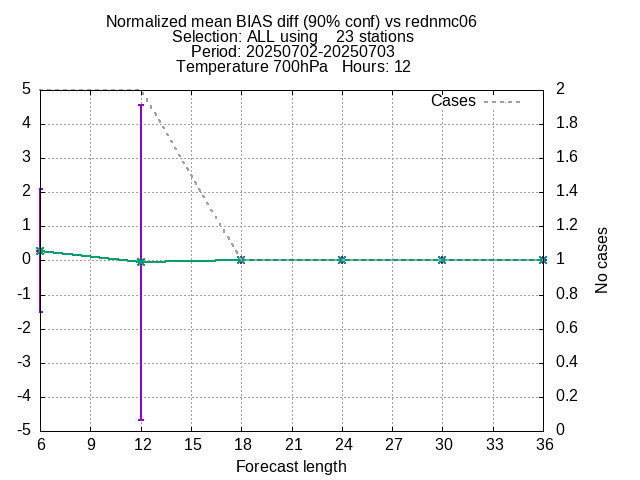 Normalized mean BIAS diff (90% conf) vs rednmc06
Selection: ALL using    23 stations
Period: 20250702-20250703
Temperature 700hPa   Hours: 12
Cases
5
4
3
2
1
0
-1
-2
-3
-4
-5
2
1.8
1.6
1.4
1.2
1
0.8
0.6
0.4
0.2
0
No cases
6 9 12 15 18 21 24 27 30 33 36
Forecast length